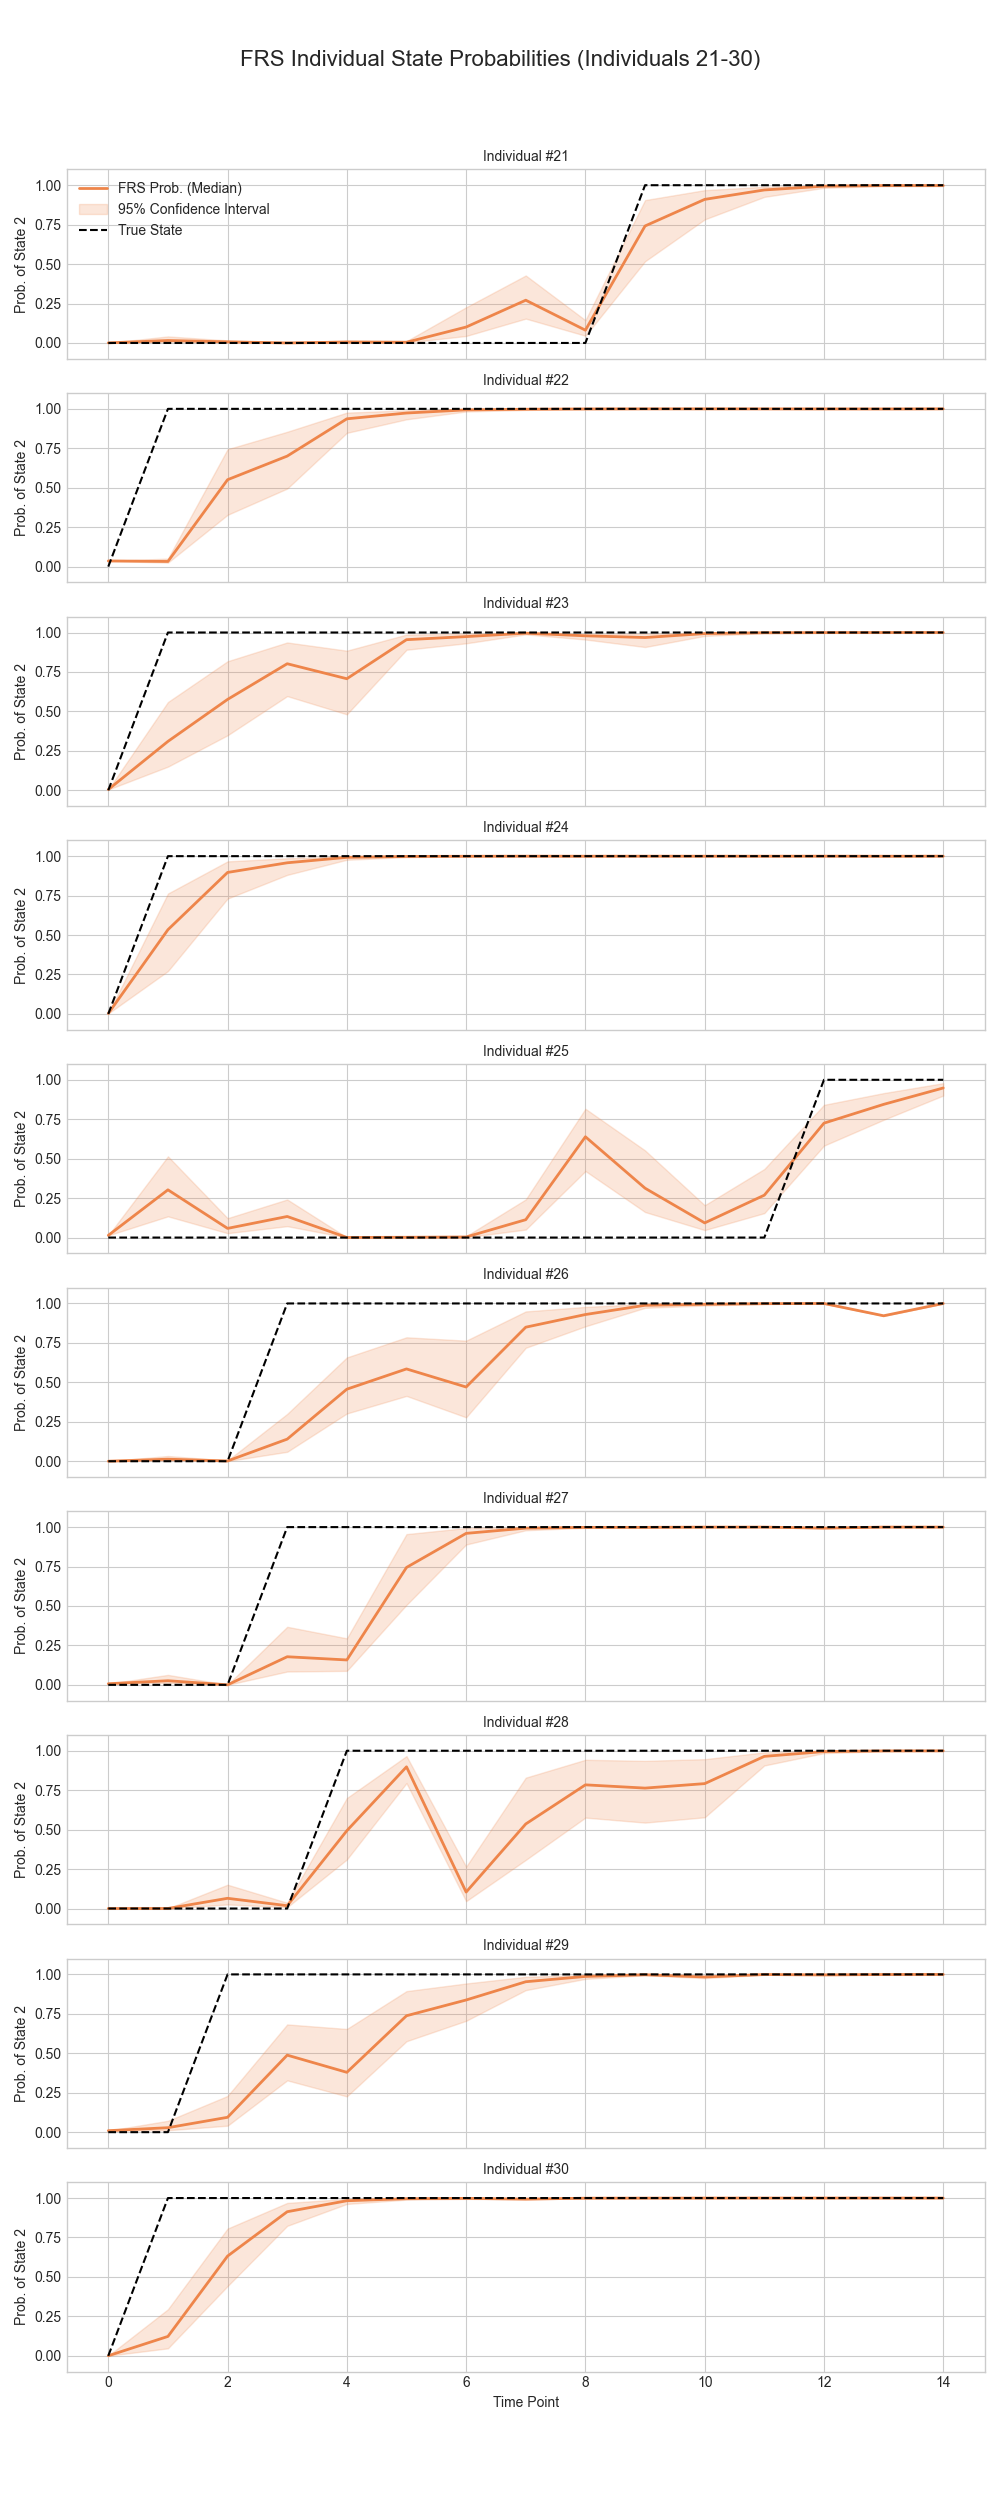 FRS Individual State Probabilities (Individuals 21-30)
Individual #21
Prob. of State 2
1.00
0.75
0.50
0.25
0.00
FRS Prob. (Median)
95% Confidence Interval
True State
Individual #22
Prob. of State 2
1.00
0.75
0.50
0.25
0.00
Individual #23
Prob. of State 2
1.00
0.75
0.50
0.25
0.00
Individual #24
Prob. of State 2
1.00
0.75
0.50
0.25
0.00
Individual #25
Prob. of State 2
1.00
0.75
0.50
0.25
0.00
Individual #26
Prob. of State 2
1.00
0.75
0.50
0.25
0.00
Individual #27
Prob. of State 2
1.00
0.75
0.50
0.25
0.00
Individual #28
Prob. of State 2
1.00
0.75
0.50
0.25
0.00
Individual #29
Prob. of State 2
1.00
0.75
0.50
0.25
0.00
Individual #30
Prob. of State 2
1.00
0.75
0.50
0.25
0.00
0 2 4 6 8 10 12 14
Time Point